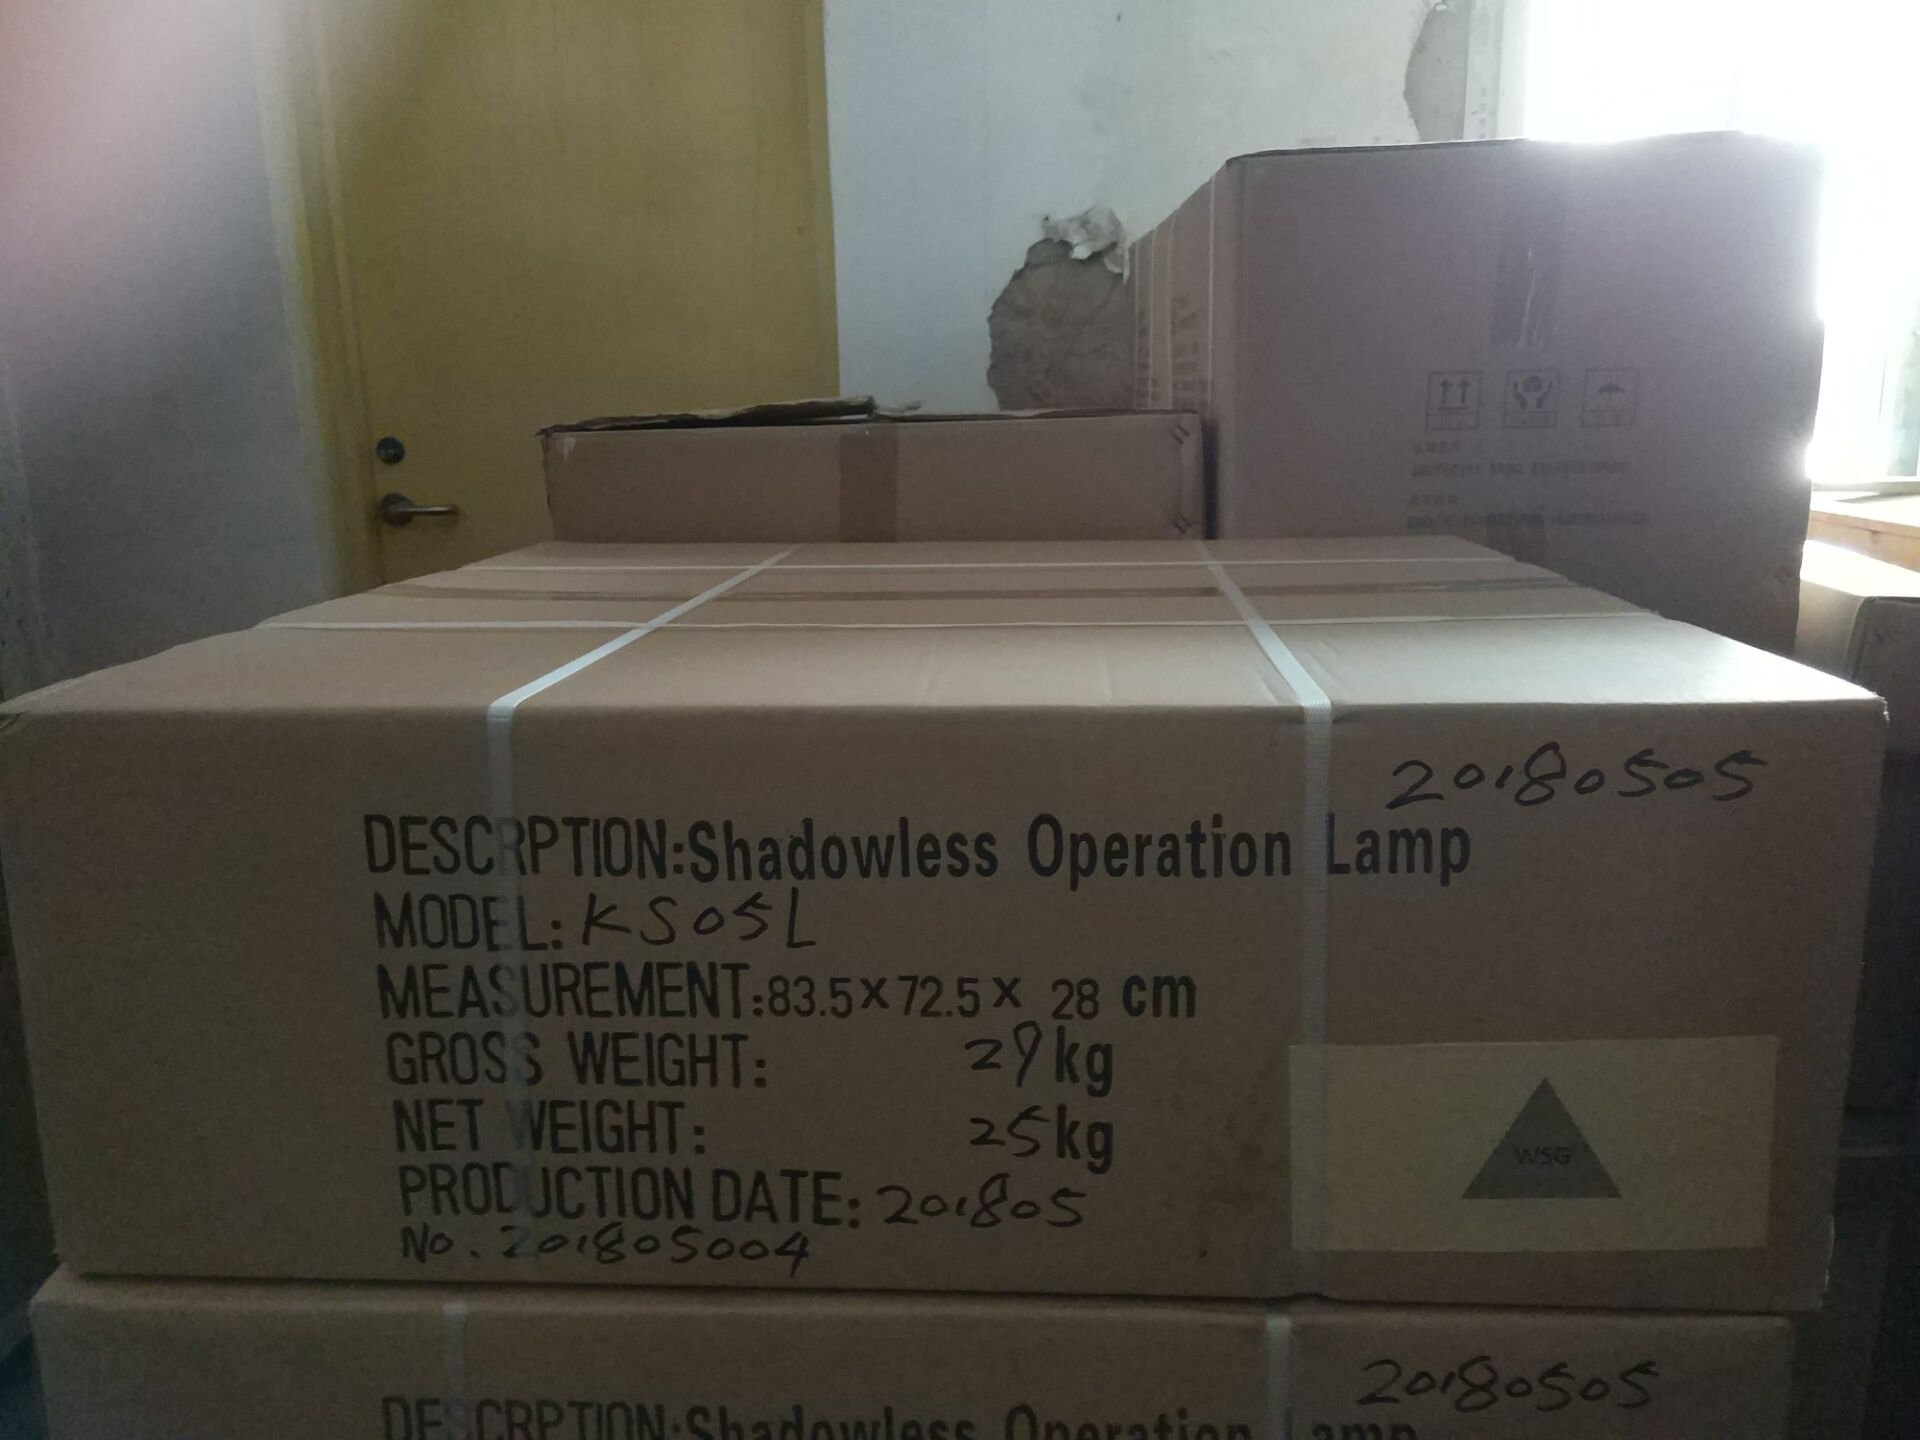 20180505
DESCRPTION:Shadowless Operation Lamp
MODEL: KS05L
MEASUREMENT:83.5×72.5× 28 cm
GROSS WEIGHT: 29kg
NET WEIGHT: 25kg
PRODUCTION DATE: 201805
No. 201805004
WSG
20180505
DESCRPTION:Shadowless Operation Lamp